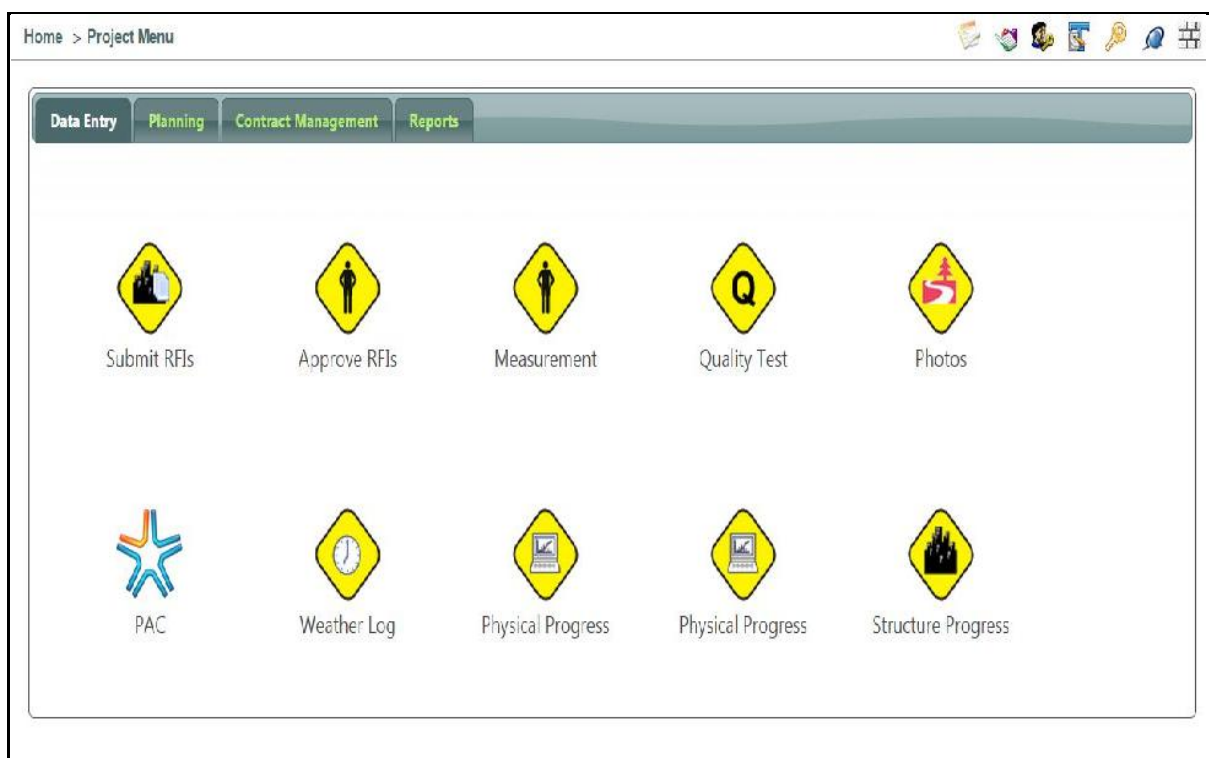 Home > Project Menu
Data Entry Planning Contract Management Reports
Q
Submit RFIs Approve RFIs Measurement Quality Test Photos
PAC Weather Log Physical Progress Physical Progress Structure Progress